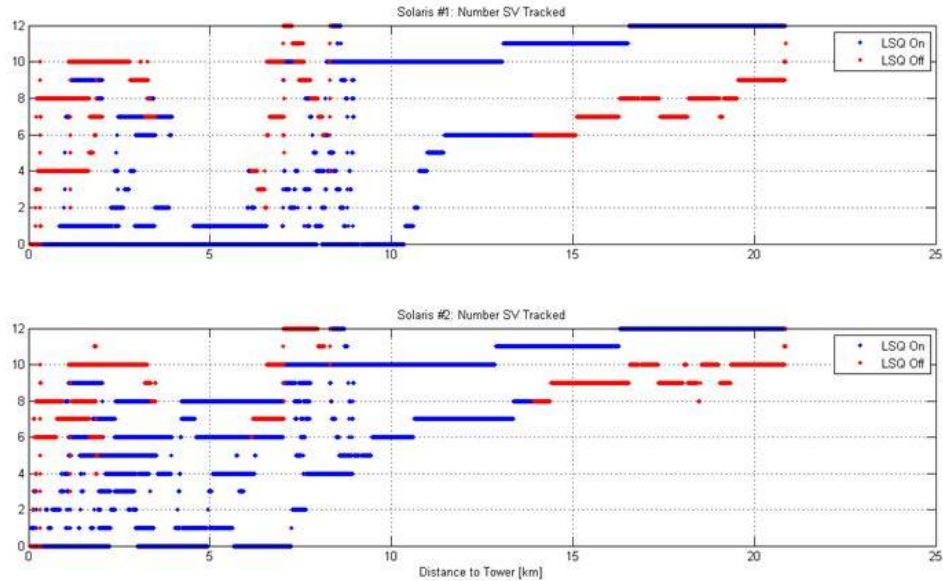 Solaris #1: Number SV Tracked
12
10
8
6
4
2
0
0 5 10 15 20 25
LSQ On
LSQ Off
Solaris #2: Number SV Tracked
12
10
8
6
4
2
0
0 5 10 15 20 25
LSQ On
LSQ Off
Distance to Tower [km]